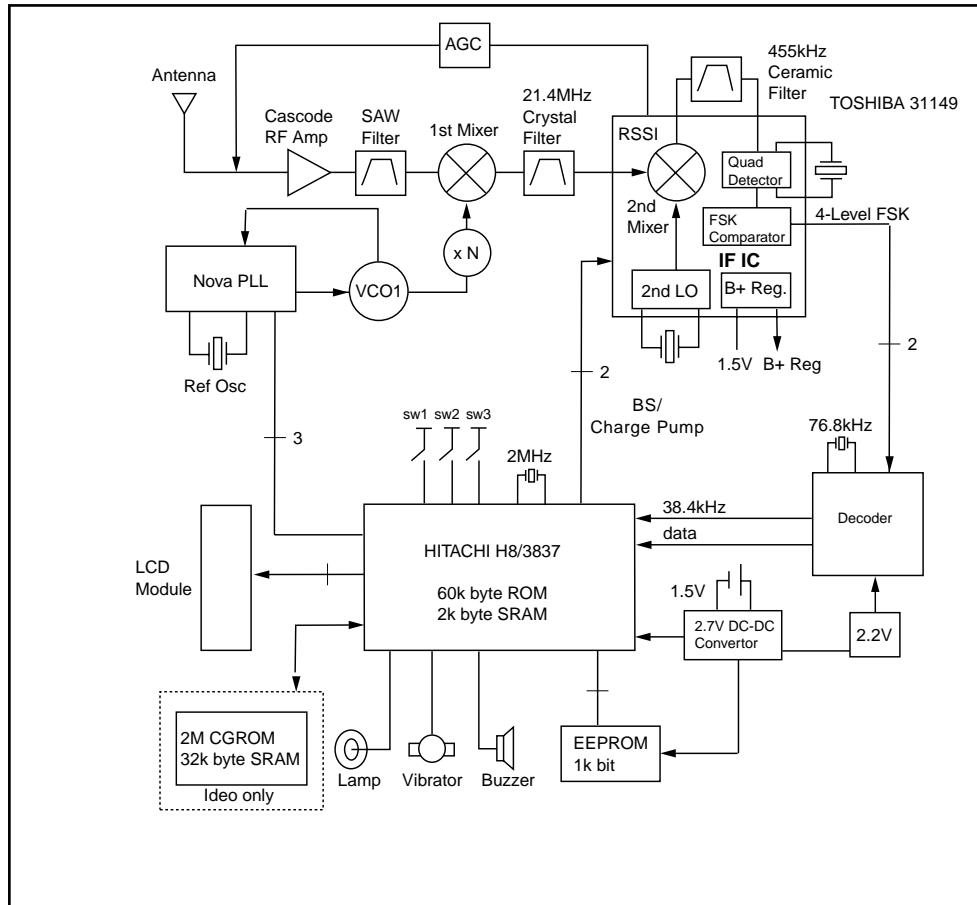 AGC
455kHz
Ceramic
Filter
Antenna
TOSHIBA 31149
Cascode
RF Amp
SAW
Filter
1st Mixer
21.4MHz
Crystal
Filter
RSSI
Quad
Detector
2nd
Mixer
FSK
Comparator
4-Level FSK
IF IC
x N
Nova PLL
VCO1
2nd LO
B+ Reg.
1.5V
B+ Reg
2
Ref Osc
2
BS/
Charge Pump
3
sw1
sw2
sw3
2MHz
76.8kHz
38.4kHz
data
Decoder
LCD
Module
HITACHI H8/3837
60k byte ROM
2k byte SRAM
1.5V
2.7V DC-DC
Convertor
2.2V
2M CGROM
32k byte SRAM
Ideo only
Lamp
Vibrator
Buzzer
EEPROM
1k bit